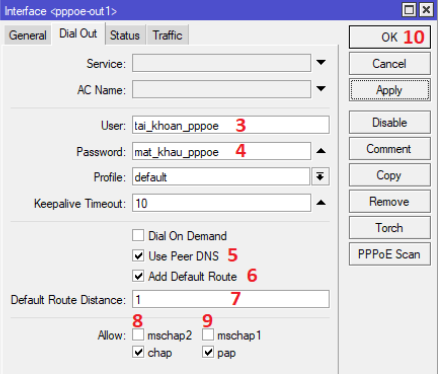 Interface <pppoe-out1>
General Dial Out Status Traffic
OK 10
Service:
Cancel
AC Name:
Apply
User: tai_khoan_pppoe 3
Disable
Password: mat_khau_pppoe 4
Comment
Profile: default
Copy
Keepalive Timeout: 10
Remove
Torch
Dial On Demand
Use Peer DNS 5
PPPoE Scan
Add Default Route 6
Default Route Distance: 1 7
8 9
Allow: mschap2 mschap1
chap pap